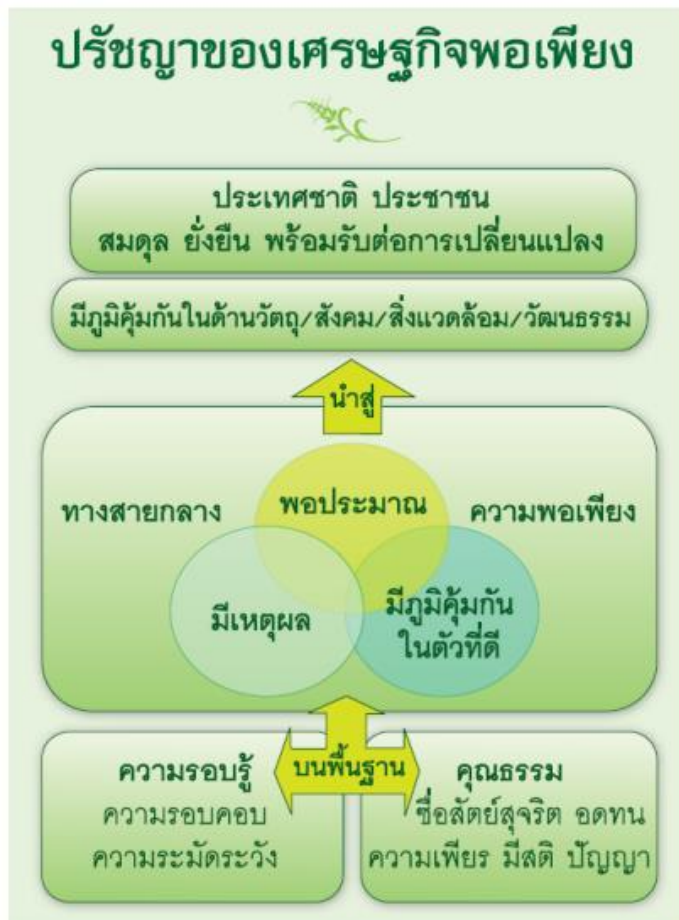 ปรัชญาของเศรษฐกิจพอเพียง
ประเทศชาติ ประชาชน
สมดุล ยั่งยืน พร้อมรับต่อการเปลี่ยนแปลง
มีภูมิคุ้มกันในด้านวัตถุ/สังคม/สิ่งแวดล้อม/วัฒนธรรม
นำสู่
ทางสายกลาง
พอประมาณ
ความพอเพียง
มีเหตุผล
มีภูมิคุ้มกัน
ในตัวที่ดี
บนพื้นฐาน
ความรอบรู้
ความรอบคอบ
ความระมัดระวัง
คุณธรรม
ซื่อสัตย์สุจริต อดทน
ความเพียร มีสติ ปัญญา